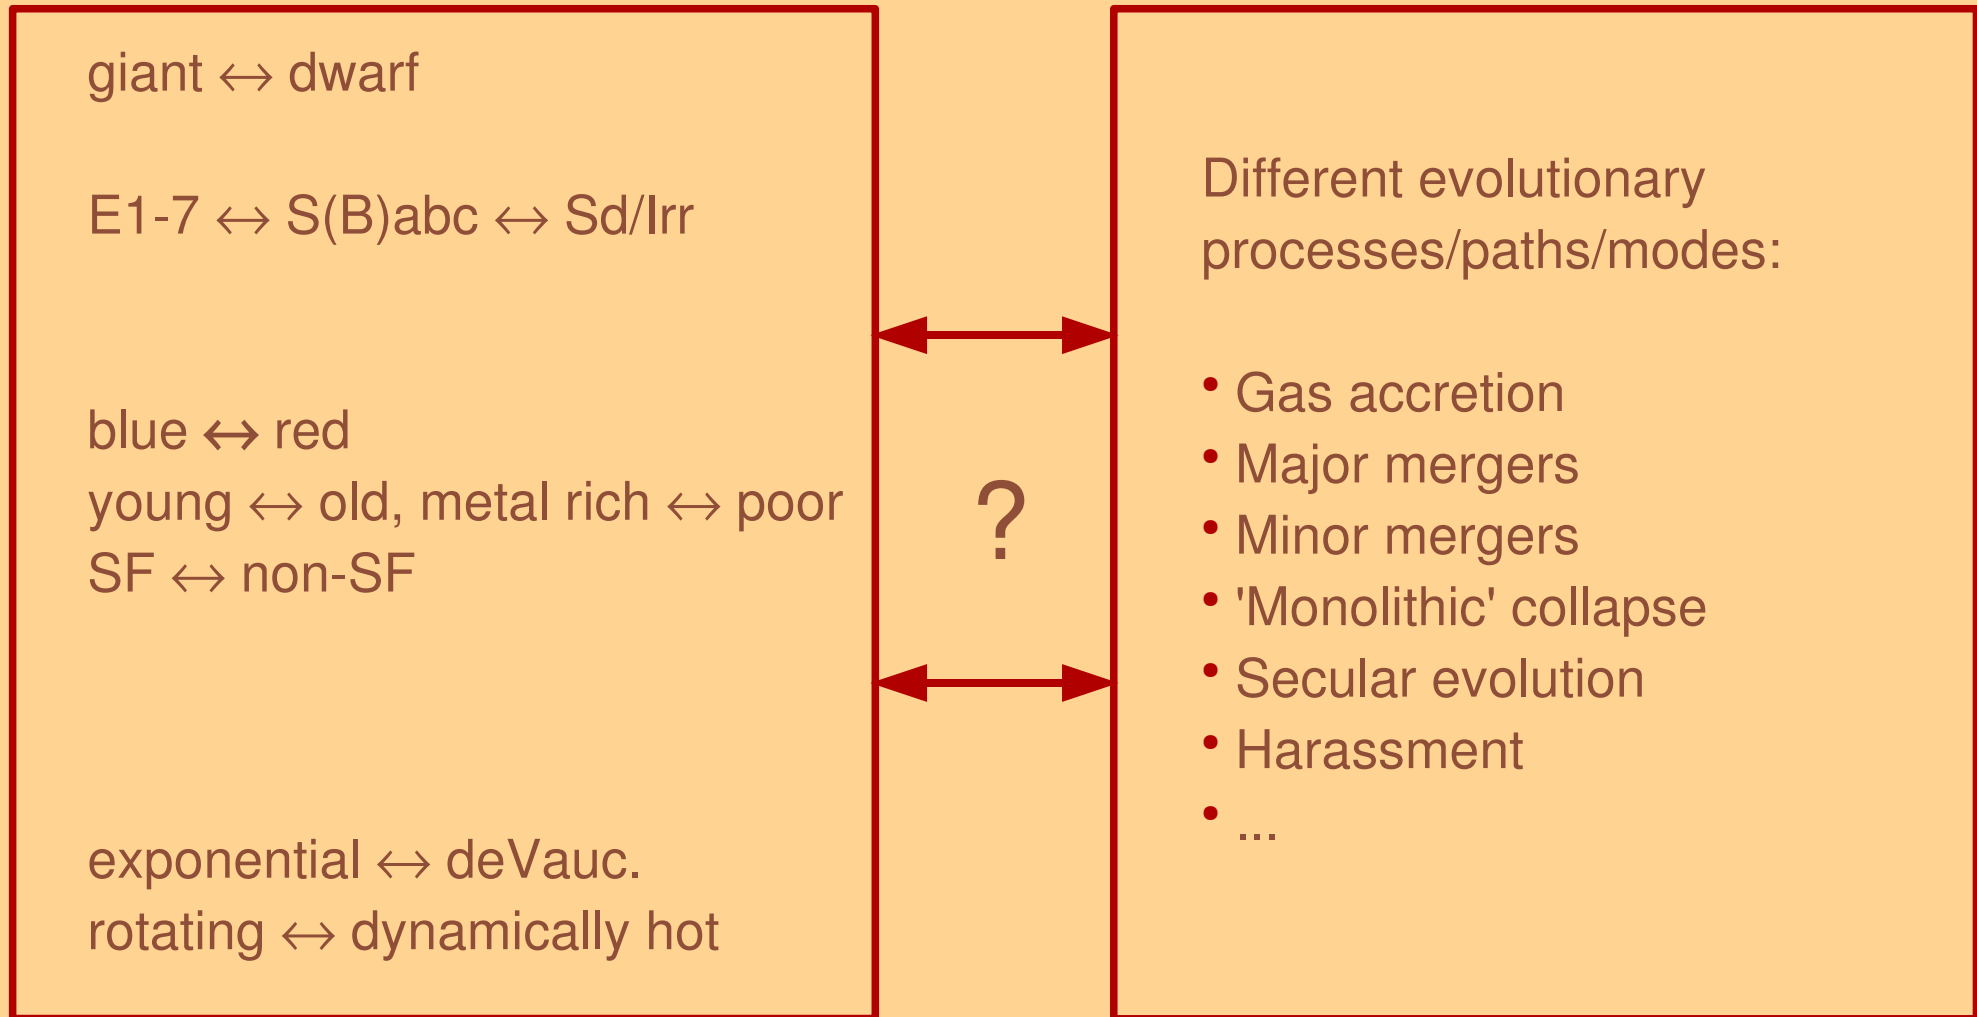 giant ↔ dwarf
E1-7 ↔ S(B)abc ↔ Sd/Irr
blue ↔ red
young ↔ old, metal rich ↔ poor
SF ↔ non-SF
exponential ↔ deVauc.
rotating ↔ dynamically hot
?
Different evolutionary
processes/paths/modes:
• Gas accretion
• Major mergers
• Minor mergers
• 'Monolithic' collapse
• Secular evolution
• Harassment
• ...